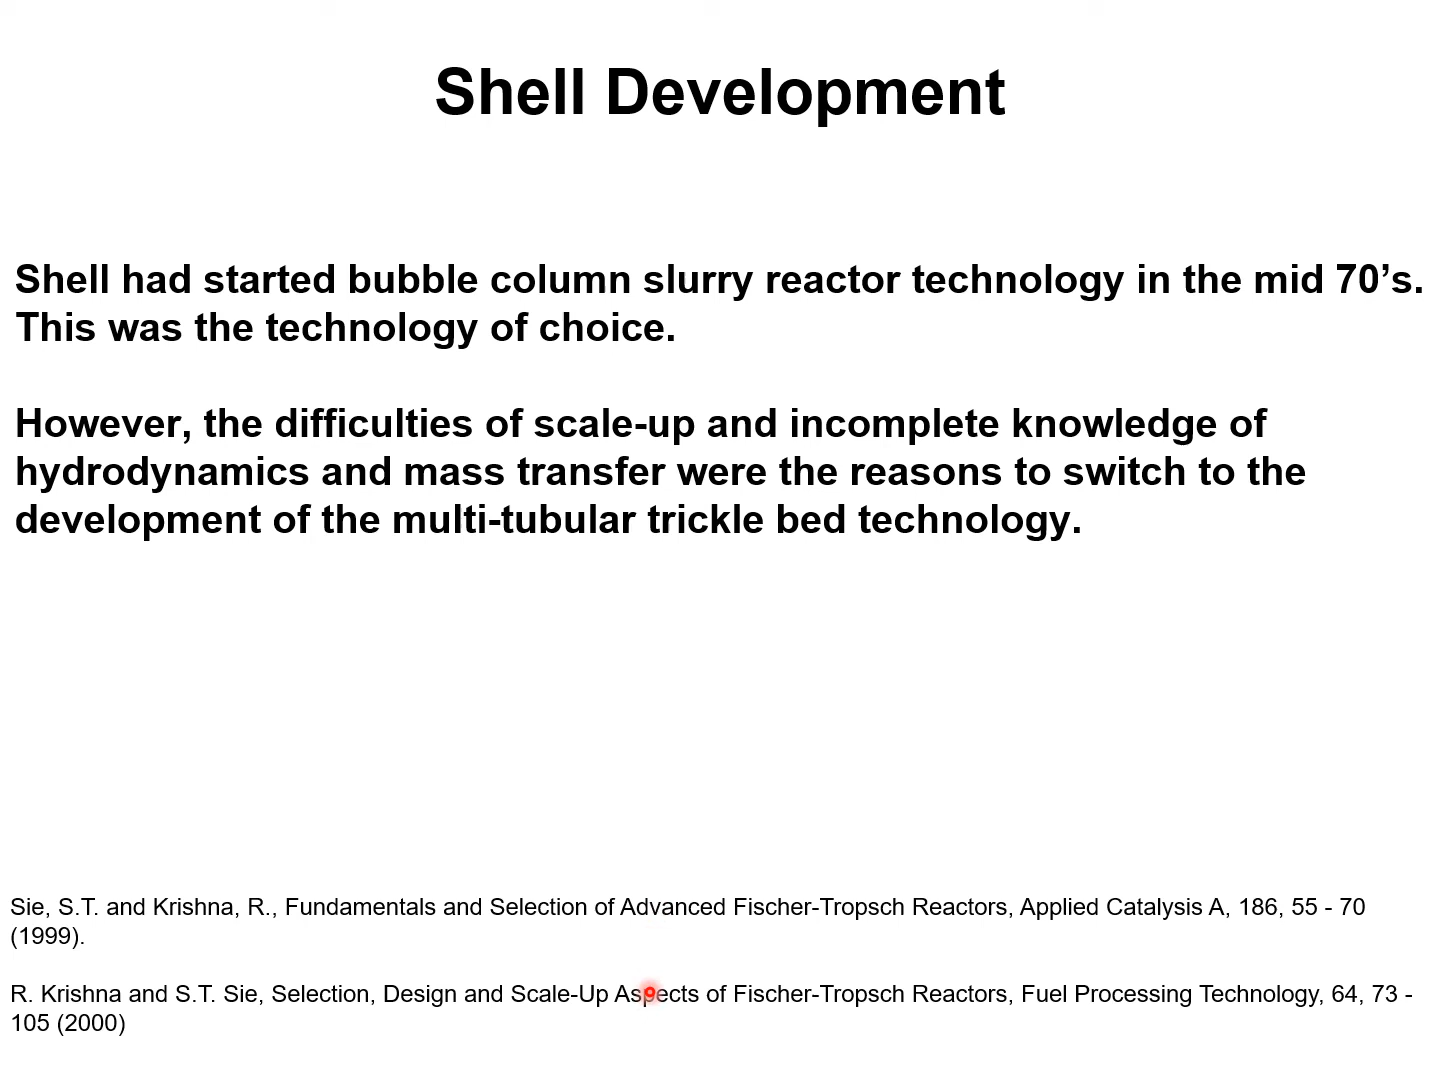 Shell Development
Shell had started bubble column slurry reactor technology in the mid 70’s.
This was the technology of choice.
However, the difficulties of scale-up and incomplete knowledge of
hydrodynamics and mass transfer were the reasons to switch to the
development of the multi-tubular trickle bed technology.
Sie, S.T. and Krishna, R., Fundamentals and Selection of Advanced Fischer-Tropsch Reactors, Applied Catalysis A, 186, 55 - 70
(1999).
R. Krishna and S.T. Sie, Selection, Design and Scale-Up Aspects of Fischer-Tropsch Reactors, Fuel Processing Technology, 64, 73 -
105 (2000)